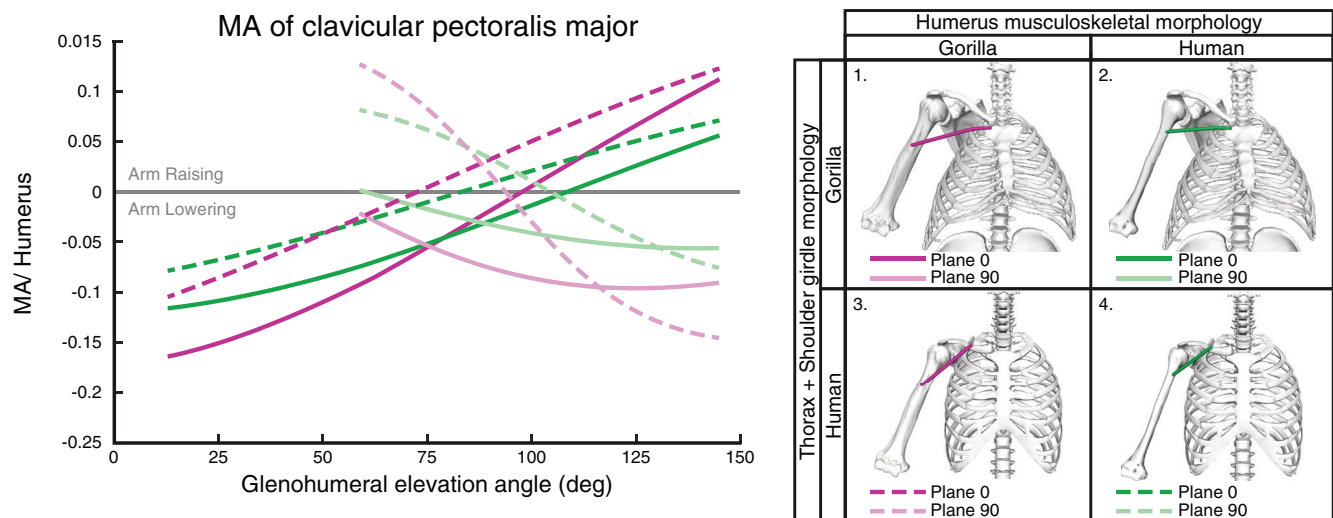 MA of clavicular pectoralis major
0.015
0.1
0.05
0
-0.05
-0.1
-0.15
-0.2
-0.25
MA/ Humerus
Arm Raising
Arm Lowering
0
25
50
75
100
125
150
Glenohumeral elevation angle (deg)
Humerus musculoskeletal morphology
Gorilla
Human
Thorax + Shoulder girdle morphology
Gorilla
Human
1.
Plane 0
Plane 90
2.
Plane 0
Plane 90
3.
Plane 0
Plane 90
4.
Plane 0
Plane 90